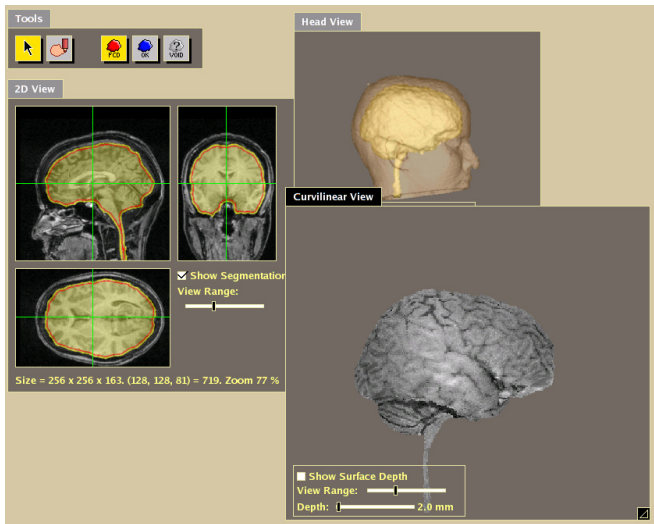 Tools
FCD
OK
VOID
Head View
2D View
Curvilinear View
Show Segmentation
View Range:
Size = 256 x 256 x 163. (128, 128, 81) = 719. Zoom 77 %
Show Surface Depth
View Range:
Depth:
2.0 mm